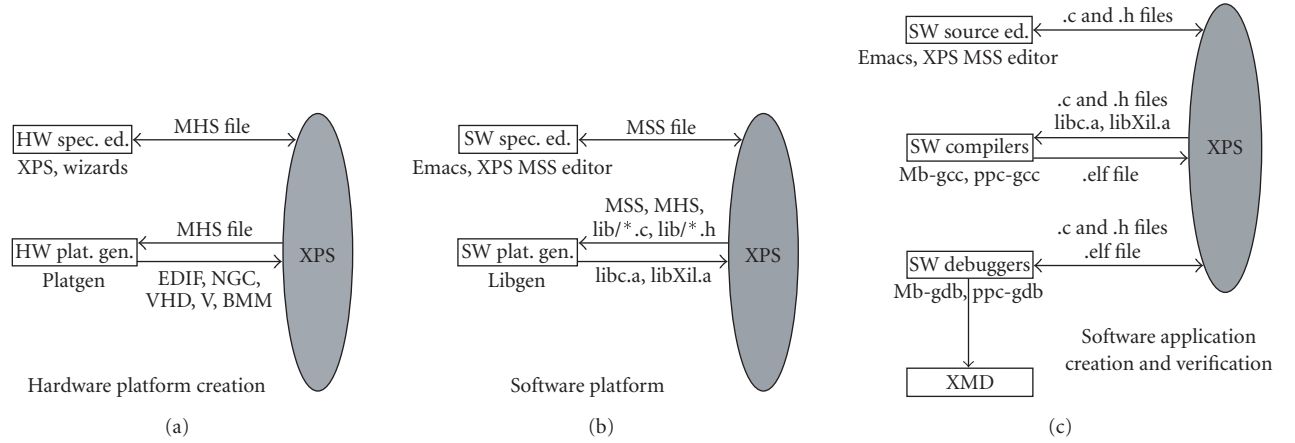 MHS file
HW spec. ed.
XPS, wizards
MHS file
HW plat. gen.
Platgen
EDIF, NGC,
VHD, V, BMM
XPS
Hardware platform creation
(a)
MSS file
SW spec. ed.
Emacs, XPS MSS editor
MSS, MHS,
lib/*.c, lib/*.h
SW plat. gen.
Libgen
libc.a, libXil.a
XPS
Software platform
(b)
.c and .h files
SW source ed.
Emacs, XPS MSS editor
.c and .h files
libc.a, libXil.a
SW compilers
Mb-gcc, ppc-gcc
.elf file
XPS
.c and .h files
.elf file
SW debuggers
Mb-gdb, ppc-gdb
XMD
Software application
creation and verification
(c)